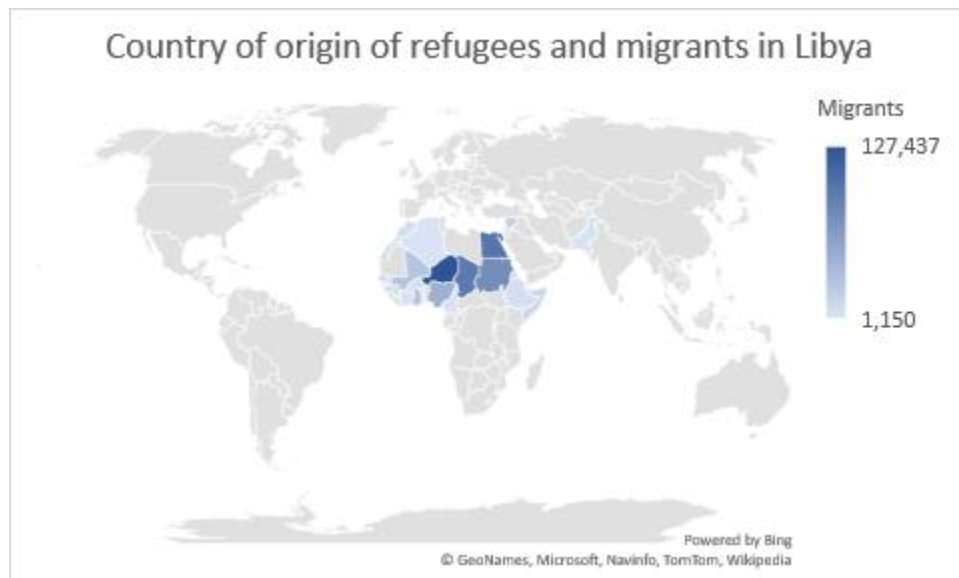 Country of origin of refugees and migrants in Libya
Migrants
127,437
1,150
Powered by Bing
© GeoNames, Microsoft, Navinfo, TomTom, Wikipedia